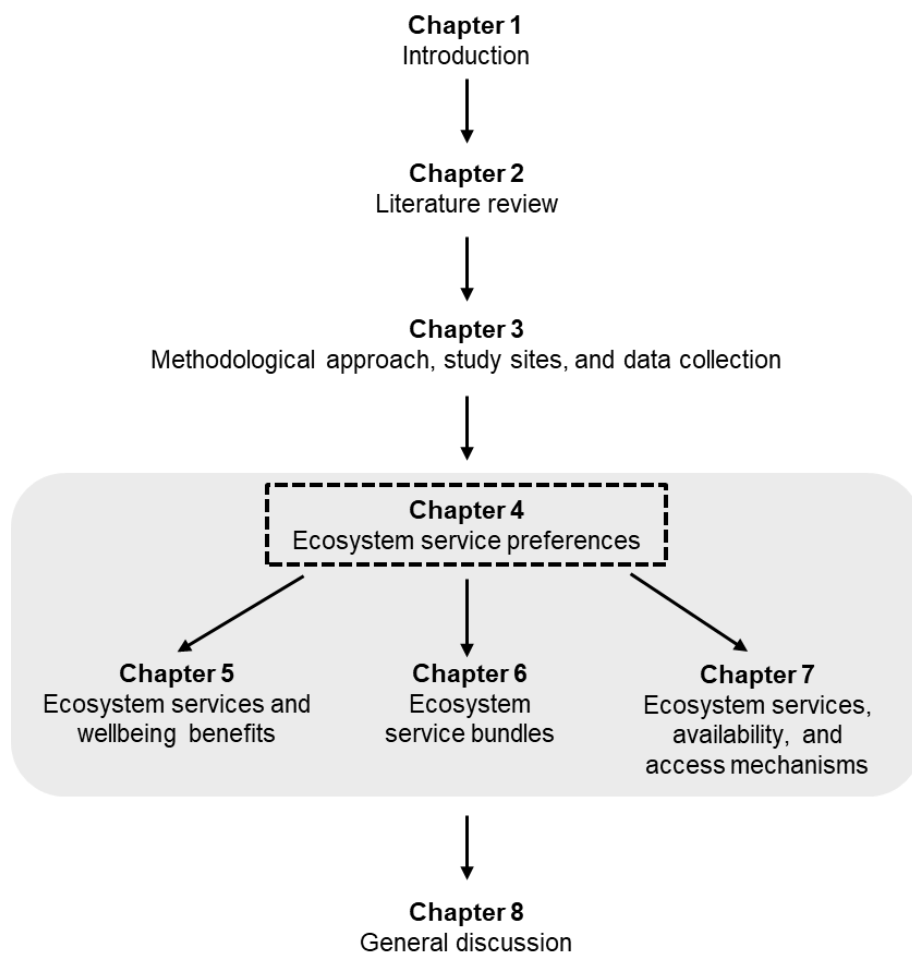 Chapter 1
Introduction
Chapter 2
Literature review
Chapter 3
Methodological approach, study sites, and data collection
Chapter 4
Ecosystem service preferences
Chapter 5
Ecosystem services and
wellbeing benefits
Chapter 6
Ecosystem
service bundles
Chapter 7
Ecosystem services,
availability, and
access mechanisms
Chapter 8
General discussion